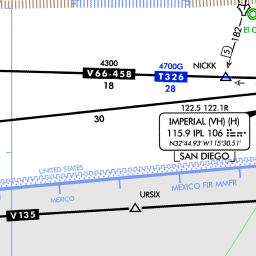 182
5
El C
4300
4700G
NICKK
V66-458
T326
18
28
122.5 122.1R
30
IMPERIAL (VH) (H)
115.9 IPL 106
N32°44.93' W115°30.51'
SAN DIEGO
UNITED STATES
MEXICO
MEXICO FIR MMFR
URSIX
V135